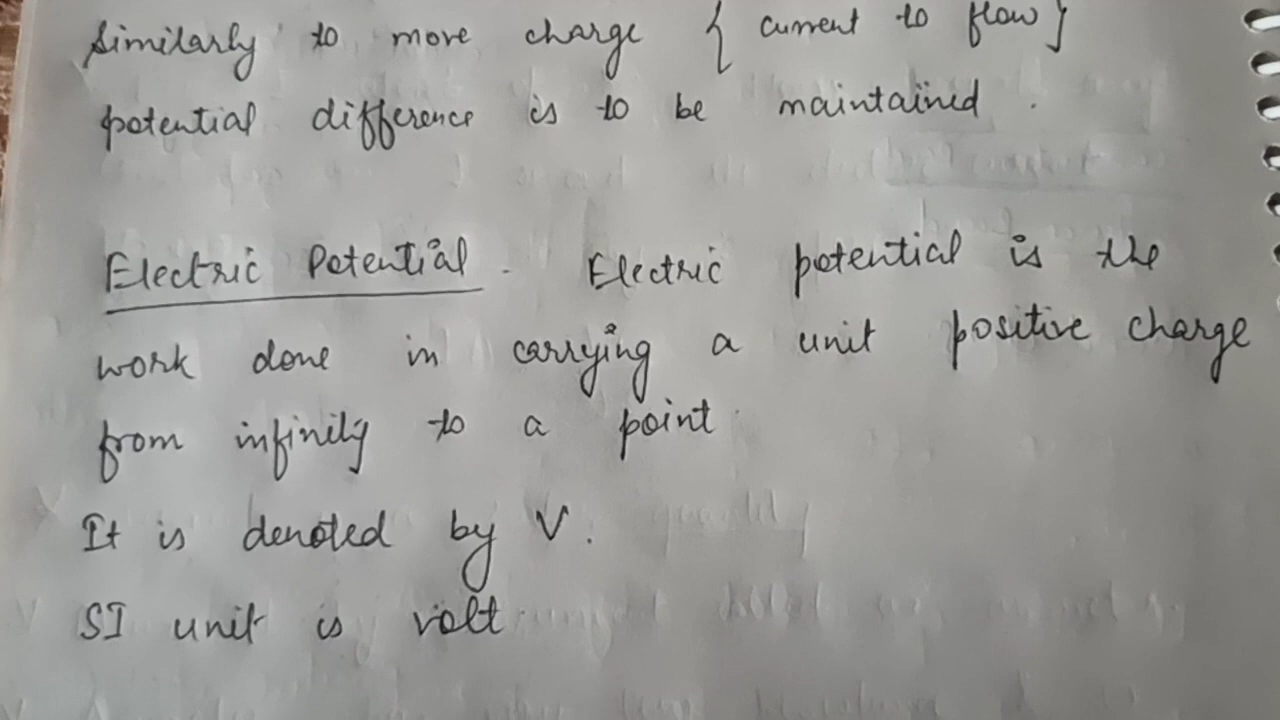 Similarly to move charge { current to flow }
potential difference is to be maintained .
Electric Potential - Electric potential is the
work done in carrying a unit positive charge
from infinity to a point
It is denoted by V.
SI unit is volt